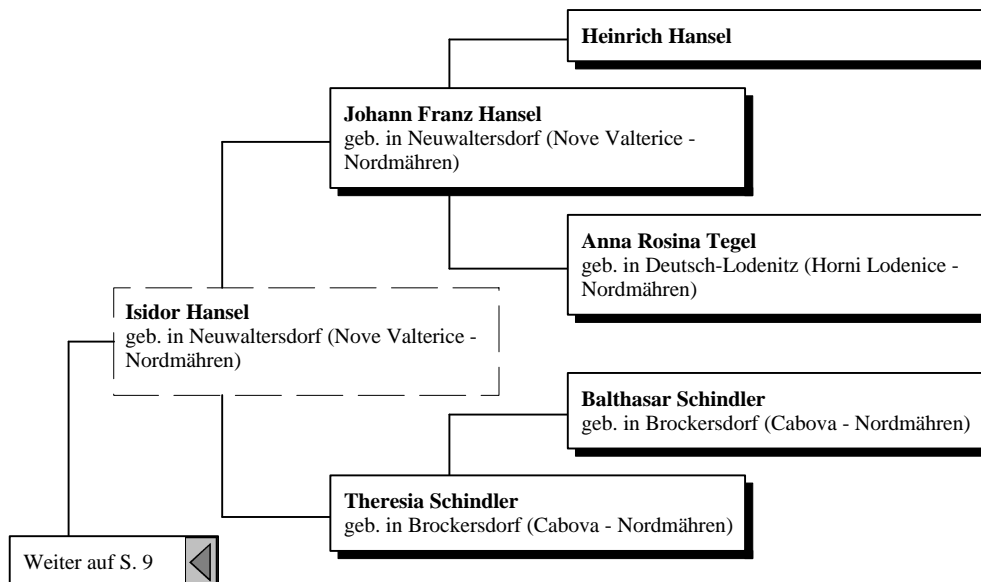 Heinrich Hansel
Johann Franz Hansel
geb. in Neuwaltersdorf (Nove Valterice -
Nordmähren)
Anna Rosina Tegel
geb. in Deutsch-Lodenitz (Horni Lodenice -
Nordmähren)
Isidor Hansel
geb. in Neuwaltersdorf (Nove Valterice -
Nordmähren)
Balthasar Schindler
geb. in Brockersdorf (Cabova - Nordmähren)
Theresia Schindler
geb. in Brockersdorf (Cabova - Nordmähren)
Weiter auf S. 9